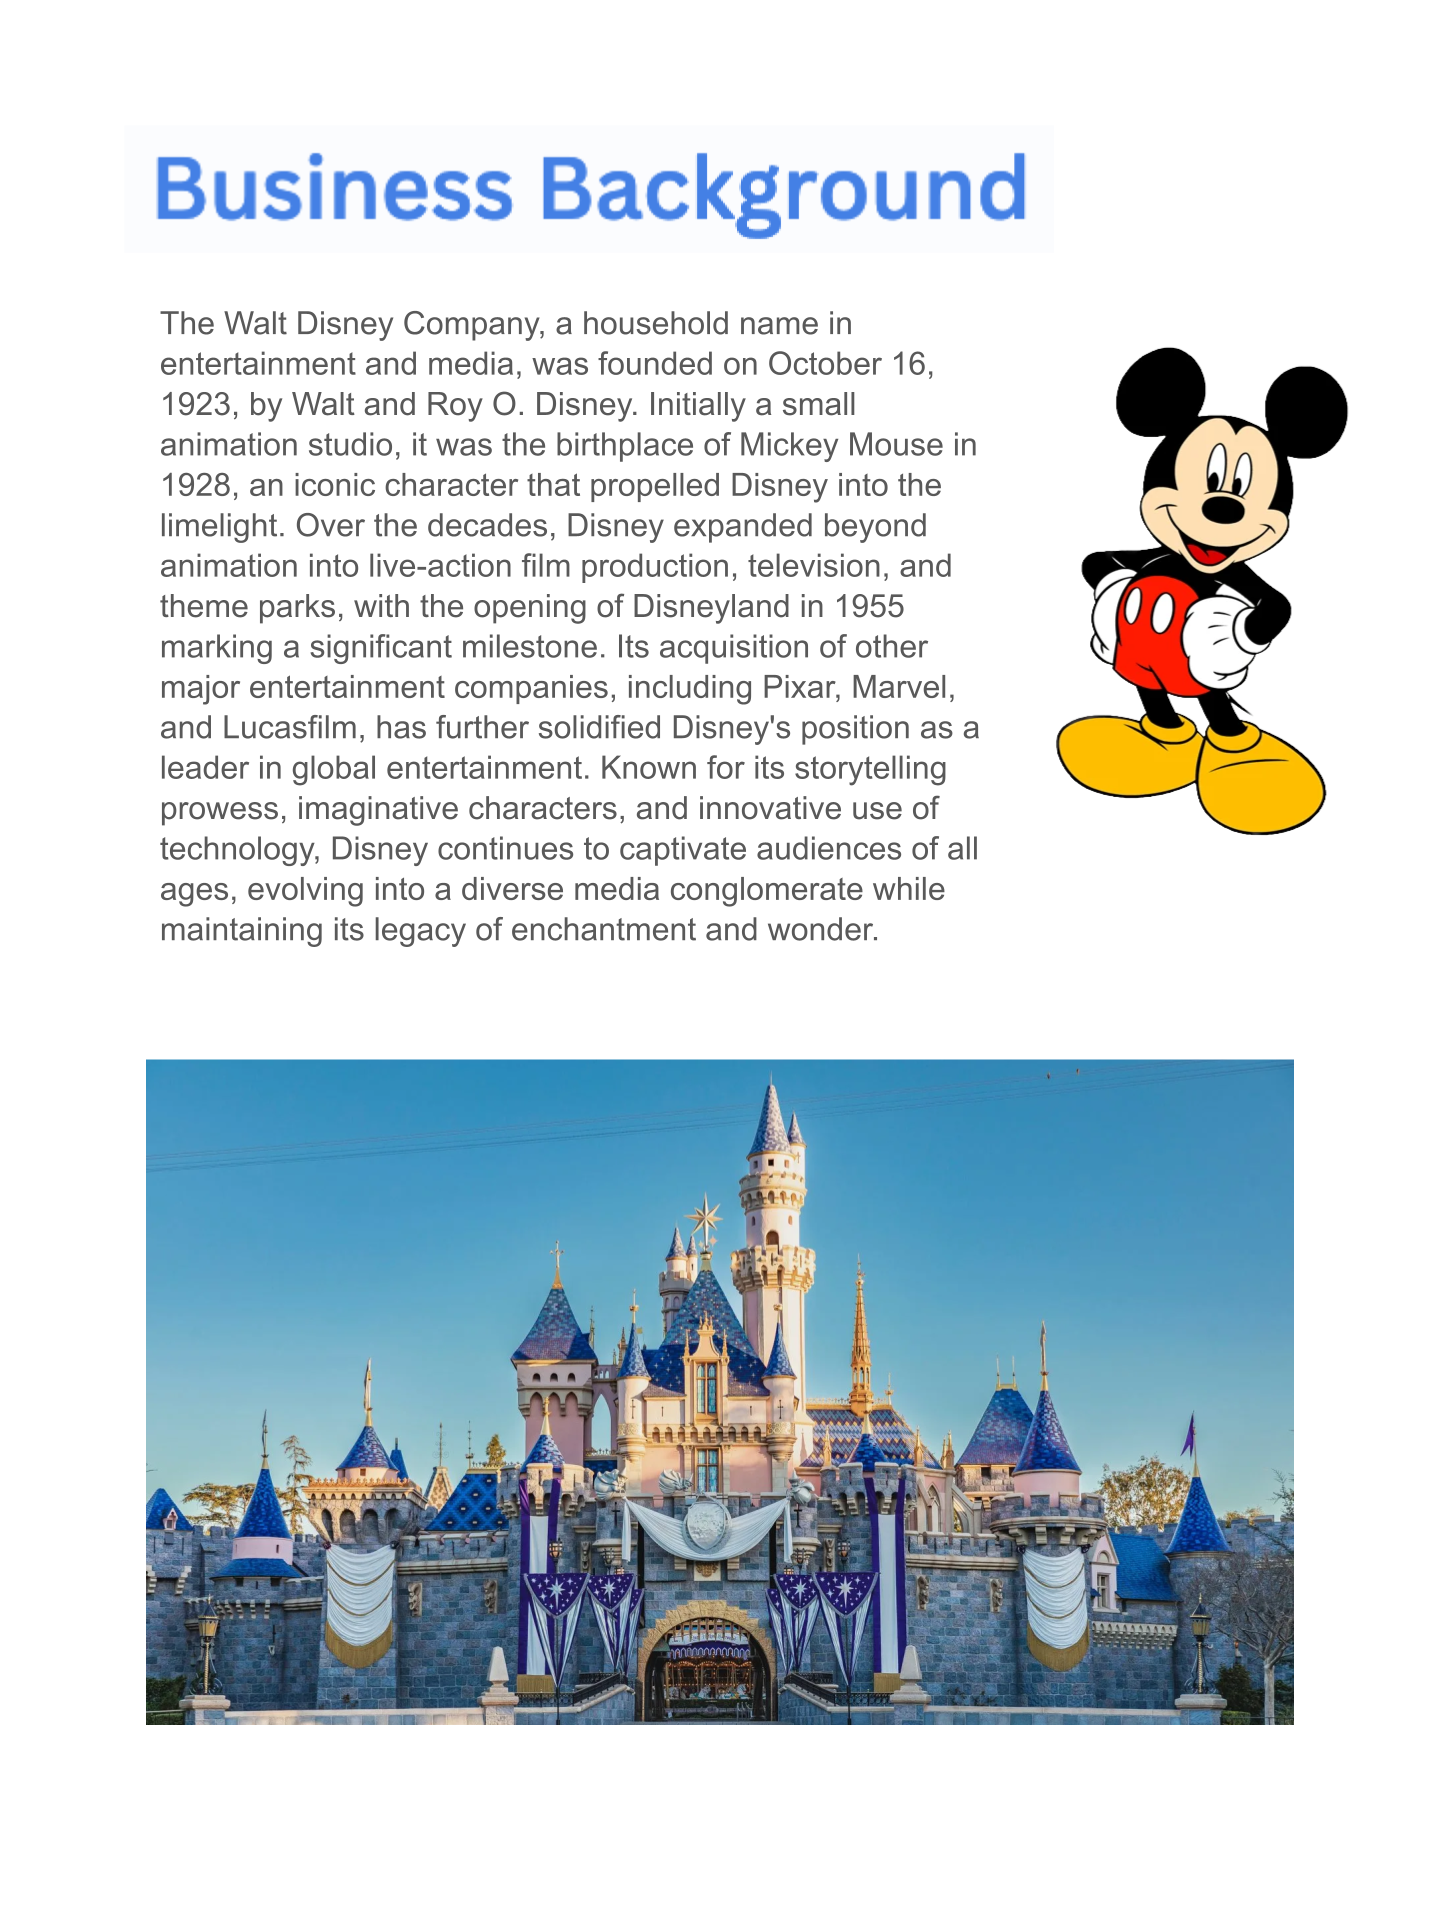 Business Background
The Walt Disney Company, a household name in
entertainment and media, was founded on October 16,
1923, by Walt and Roy O. Disney. Initially a small
animation studio, it was the birthplace of Mickey Mouse in
1928, an iconic character that propelled Disney into the
limelight. Over the decades, Disney expanded beyond
animation into live-action film production, television, and
theme parks, with the opening of Disneyland in 1955
marking a significant milestone. Its acquisition of other
major entertainment companies, including Pixar, Marvel,
and Lucasfilm, has further solidified Disney's position as a
leader in global entertainment. Known for its storytelling
prowess, imaginative characters, and innovative use of
technology, Disney continues to captivate audiences of all
ages, evolving into a diverse media conglomerate while
maintaining its legacy of enchantment and wonder.